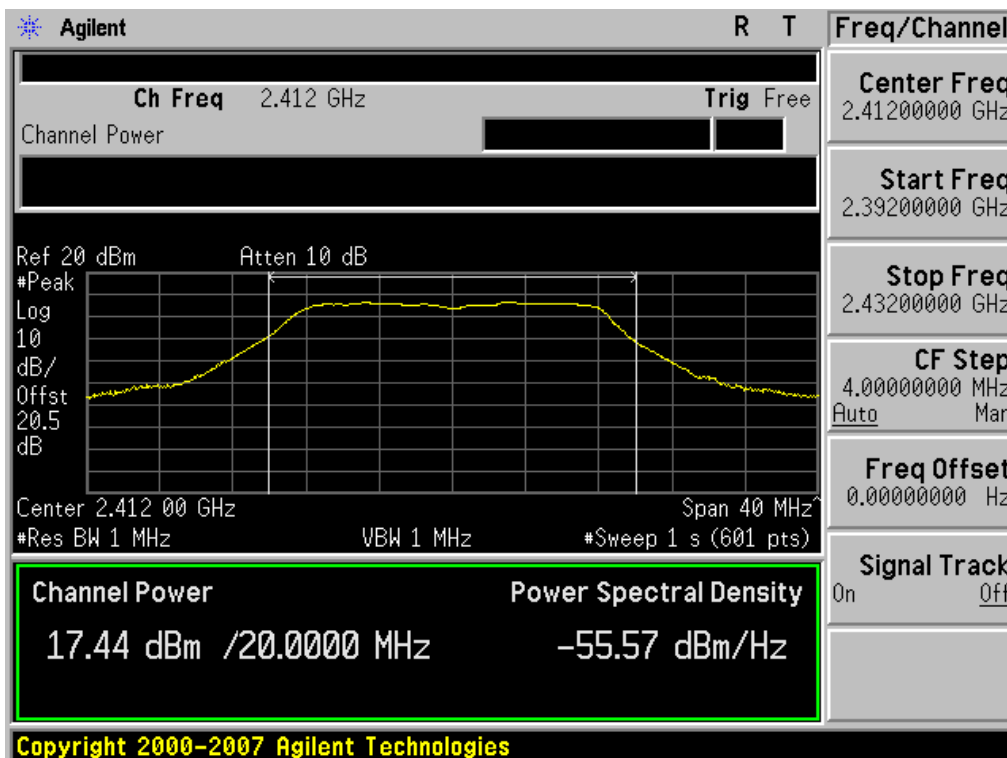 Agilent R T Freq/Channel
Ch Freq 2.412 GHz Trig Free
Channel Power
Center Freq
2.41200000 GHz
Start Freq
2.39200000 GHz
Stop Freq
2.43200000 GHz
CF Step
4.00000000 MHz
Auto Man
Freq Offset
0.00000000 Hz
Signal Track
On Off
Ref 20 dBm Atten 10 dB
#Peak
Log
10
dB/
Offst
20.5
dB
Center 2.412 00 GHz Span 40 MHz^
#Res BW 1 MHz VBW 1 MHz #Sweep 1 s (601 pts)
Channel Power Power Spectral Density
17.44 dBm /20.0000 MHz -55.57 dBm/Hz
Copyright 2000-2007 Agilent Technologies